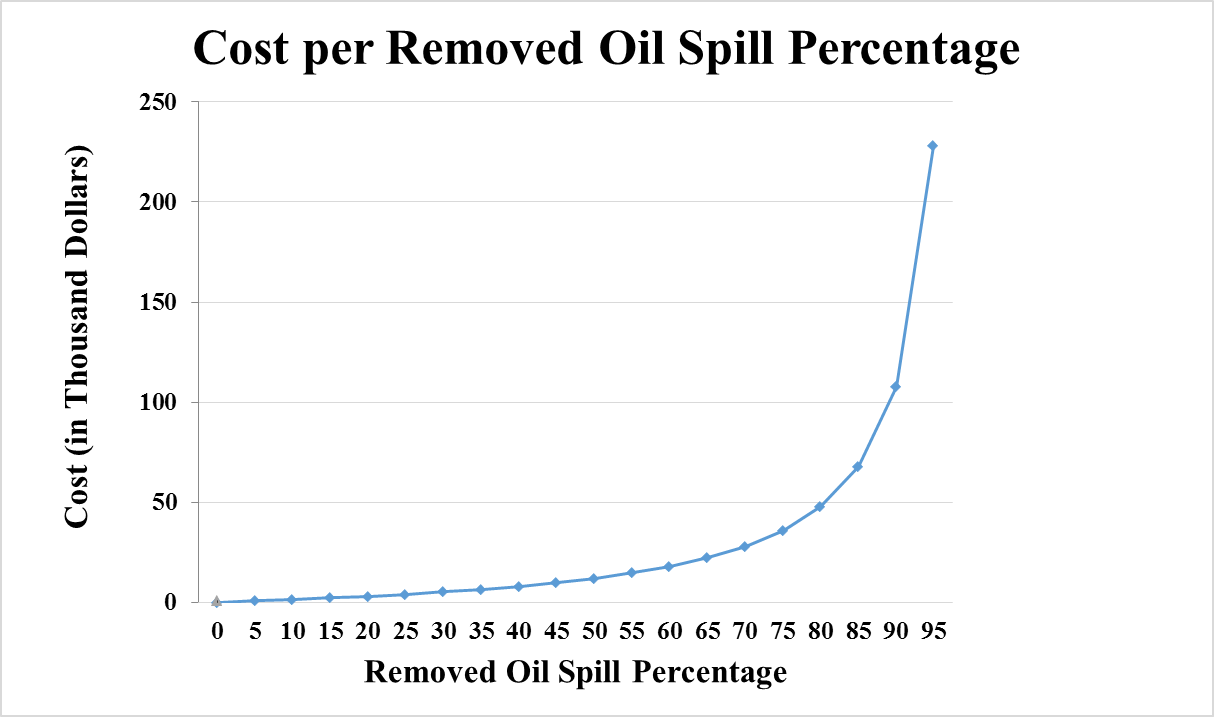 Cost per Removed Oil Spill Percentage
250
200
150
100
50
0
Cost (in Thousand Dollars)
0 5 10 15 20 25 30 35 40 45 50 55 60 65 70 75 80 85 90 95
Removed Oil Spill Percentage